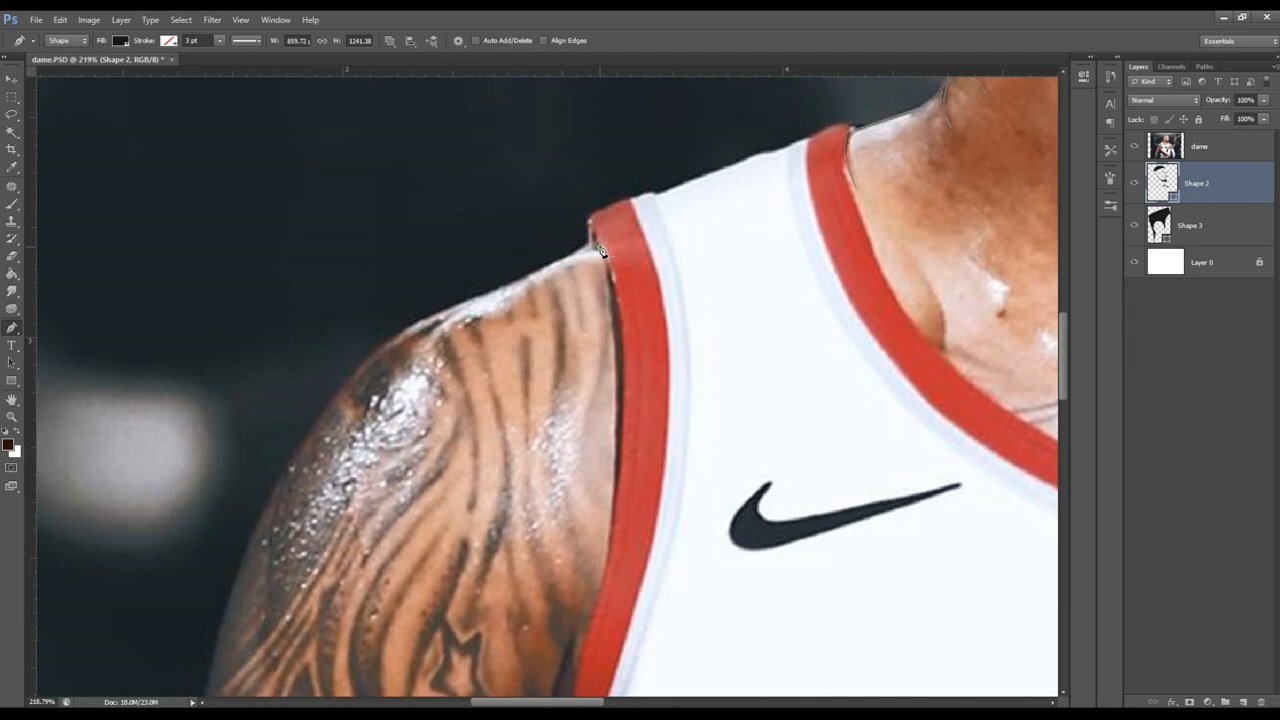 Ps File Edit Image Layer Type Select Filter View Window Help
Shape Fill: Stroke: 3 pt W: 859.72 H: 1241.38 Auto Add/Delete Align Edges Essentials
dame.PSD @ 219% (Shape 2, RGB/8) * ×
3 4
Layers Channels Paths
Kind
Normal Opacity: 100%
Lock: Fill: 100%
dame
Shape 2
Shape 3
Layer 0
3
218.79% Doc: 18.0M/23.0M